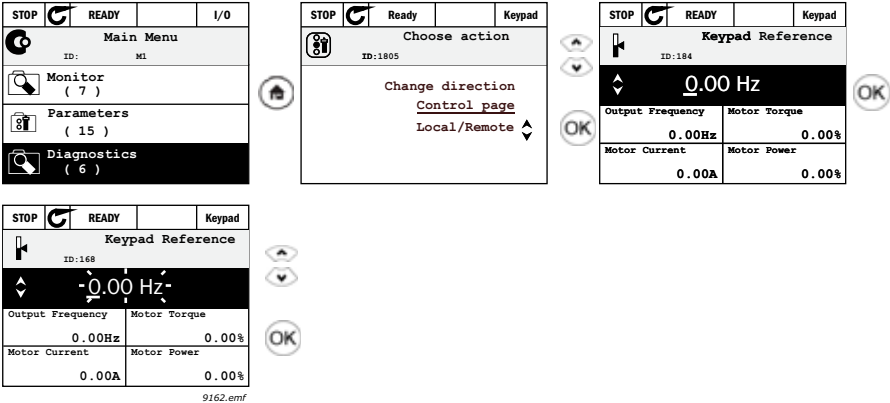 STOP READY I/O
Main Menu
ID: M1
Monitor
( 7 )
Parameters
( 15 )
Diagnostics
( 6 )
STOP Ready Keypad
Choose action
ID:1805
Change direction
Control page
Local/Remote
OK
STOP READY Keypad
Keypad Reference
ID:184
0.00 Hz
Output Frequency Motor Torque
0.00Hz 0.00%
Motor Current Motor Power
0.00A 0.00%
OK
STOP READY Keypad
Keypad Reference
ID:168
0.00 Hz
Output Frequency Motor Torque
0.00Hz 0.00%
Motor Current Motor Power
0.00A 0.00%
OK
9162.emf